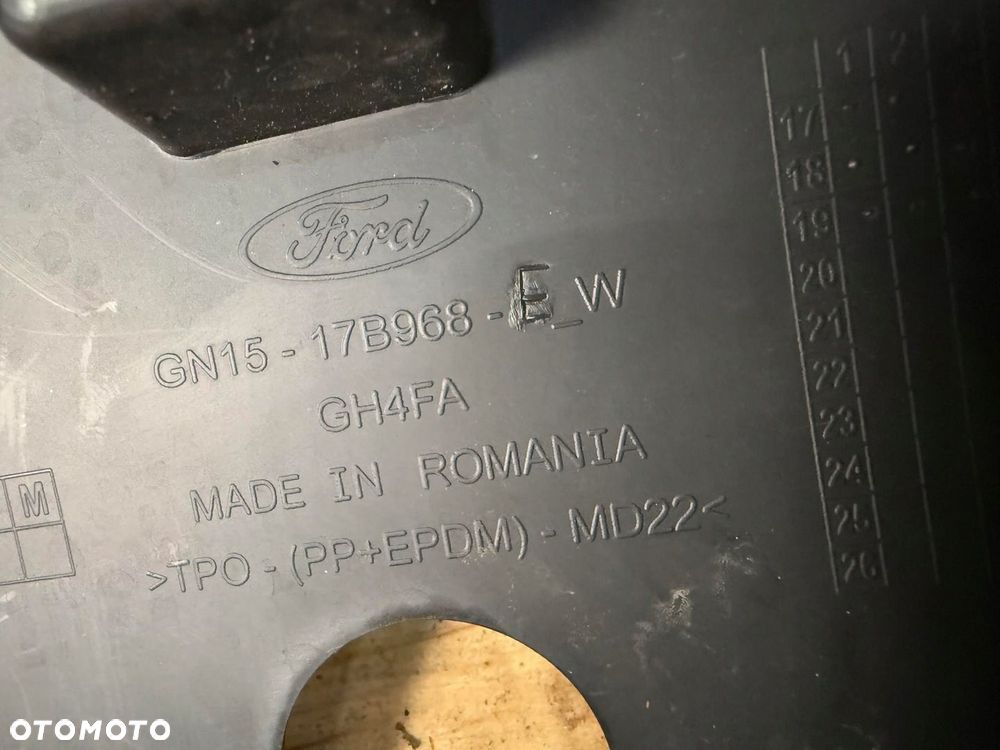 Ford
GN15 - 17B968 - E_W
GH4FA
MADE IN ROMANIA
>TPO - (PP+EPDM) - MD22<
M
1 2
17
18
19
20
21
22
23
24
25
26
OTOMOTO